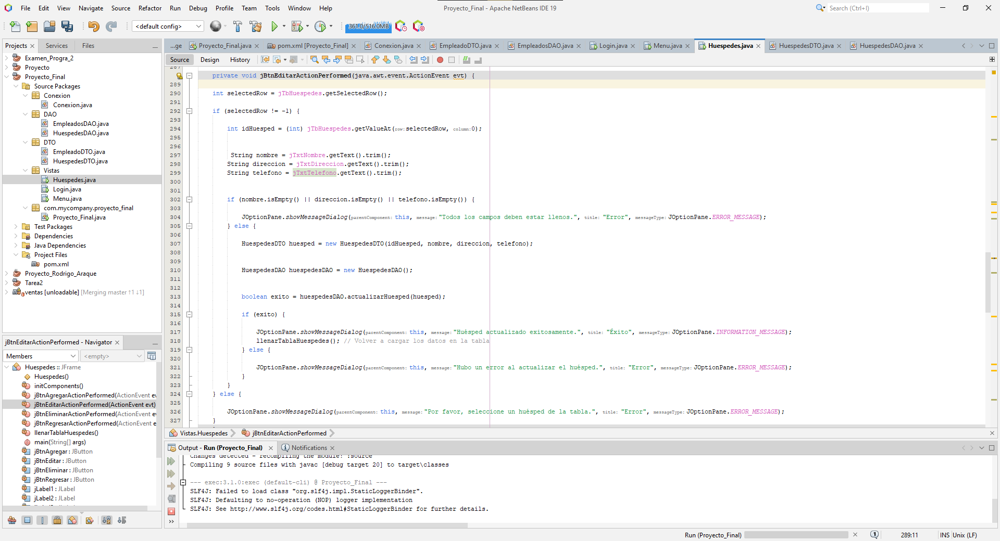 File Edit View Navigate Source Refactor Run Debug Profile Team Tools Window Help
Proyecto_Final - Apache NetBeans IDE 19
Search (Ctrl+I)
<default config>
361.0/516.0MB
Projects Services Files
...ge Proyecto_Final.java pom.xml [Proyecto_Final] Conexion.java EmpleadoDTO.java EmpleadosDAO.java Login.java Menu.java Huespedes.java HuespedesDTO.java HuespedesDAO.java
Source Design History
Examen_Progra_2
Proyecto
Proyecto_Final
Source Packages
Conexion
Conexion.java
DAO
EmpleadosDAO.java
HuespedesDAO.java
DTO
EmpleadoDTO.java
HuespedesDTO.java
Vistas
Huespedes.java
Login.java
Menu.java
com.mycompany.proyecto_final
Proyecto_Final.java
Test Packages
Dependencies
Java Dependencies
Project Files
pom.xml
Proyecto_Rodrigo_Araque
Tarea2
ventas [unloadable] [Merging master ↑1 ↓1]
287
private void jBtnEditarActionPerformed(java.awt.event.ActionEvent evt) {
289
290 int selectedRow = jTbHuespedes.getSelectedRow();
291
292 if (selectedRow != -1) {
293
294 int idHuesped = (int) jTbHuespedes.getValueAt(row: selectedRow, column: 0);
295
296
297 String nombre = jTxtNombre.getText().trim();
298 String direccion = jTxtDireccion.getText().trim();
299 String telefono = jTxtTelefono.getText().trim();
300
301
302 if (nombre.isEmpty() || direccion.isEmpty() || telefono.isEmpty()) {
303
304 JOptionPane.showMessageDialog(parentComponent: this, message: "Todos los campos deben estar llenos.", title: "Error", messageType: JOptionPane.ERROR_MESSAGE);
305 } else {
306
307 HuespedesDTO huesped = new HuespedesDTO(idHuesped, nombre, direccion, telefono);
308
309
310 HuespedesDAO huespedesDAO = new HuespedesDAO();
311
312
313 boolean exito = huespedesDAO.actualizarHuesped(huesped);
314
315 if (exito) {
316
317 JOptionPane.showMessageDialog(parentComponent: this, message: "Huésped actualizado exitosamente.", title: "Éxito", messageType: JOptionPane.INFORMATION_MESSAGE);
318 llenarTablaHuespedes(); // Volver a cargar los datos en la tabla
319 } else {
320
321 JOptionPane.showMessageDialog(parentComponent: this, message: "Hubo un error al actualizar el huésped.", title: "Error", messageType: JOptionPane.ERROR_MESSAGE);
322 }
323 }
324 } else {
325
326 JOptionPane.showMessageDialog(parentComponent: this, message: "Por favor, seleccione un huésped de la tabla.", title: "Error", messageType: JOptionPane.ERROR_MESSAGE);
327 }
Vistas.Huespedes jBtnEditarActionPerformed
jBtnEditarActionPerformed - Navigator
Members <empty>
Huespedes :: JFrame
Huespedes()
initComponents()
jBtnAgregarActionPerformed(ActionEvent ev
jBtnEditarActionPerformed(ActionEvent evt)
jBtnEliminarActionPerformed(ActionEvent ev
jBtnRegresarActionPerformed(ActionEvent e
llenarTablaHuespedes()
main(String[] args)
jBtnAgregar : JButton
jBtnEditar : JButton
jBtnEliminar : JButton
jBtnRegresar : JButton
jLabel1 : JLabel
jLabel2 : JLabel
Output - Run (Proyecto_Final) Notifications
Changes detected - recompiling the module! :source
Compiling 9 source files with javac [debug target 20] to target\classes
--- exec:3.1.0:exec (default-cli) @ Proyecto_Final ---
SLF4J: Failed to load class "org.slf4j.impl.StaticLoggerBinder".
SLF4J: Defaulting to no-operation (NOP) logger implementation
SLF4J: See http://www.slf4j.org/codes.html#StaticLoggerBinder for further details.
Run (Proyecto_Final) 1 289:11 INS Unix (LF)